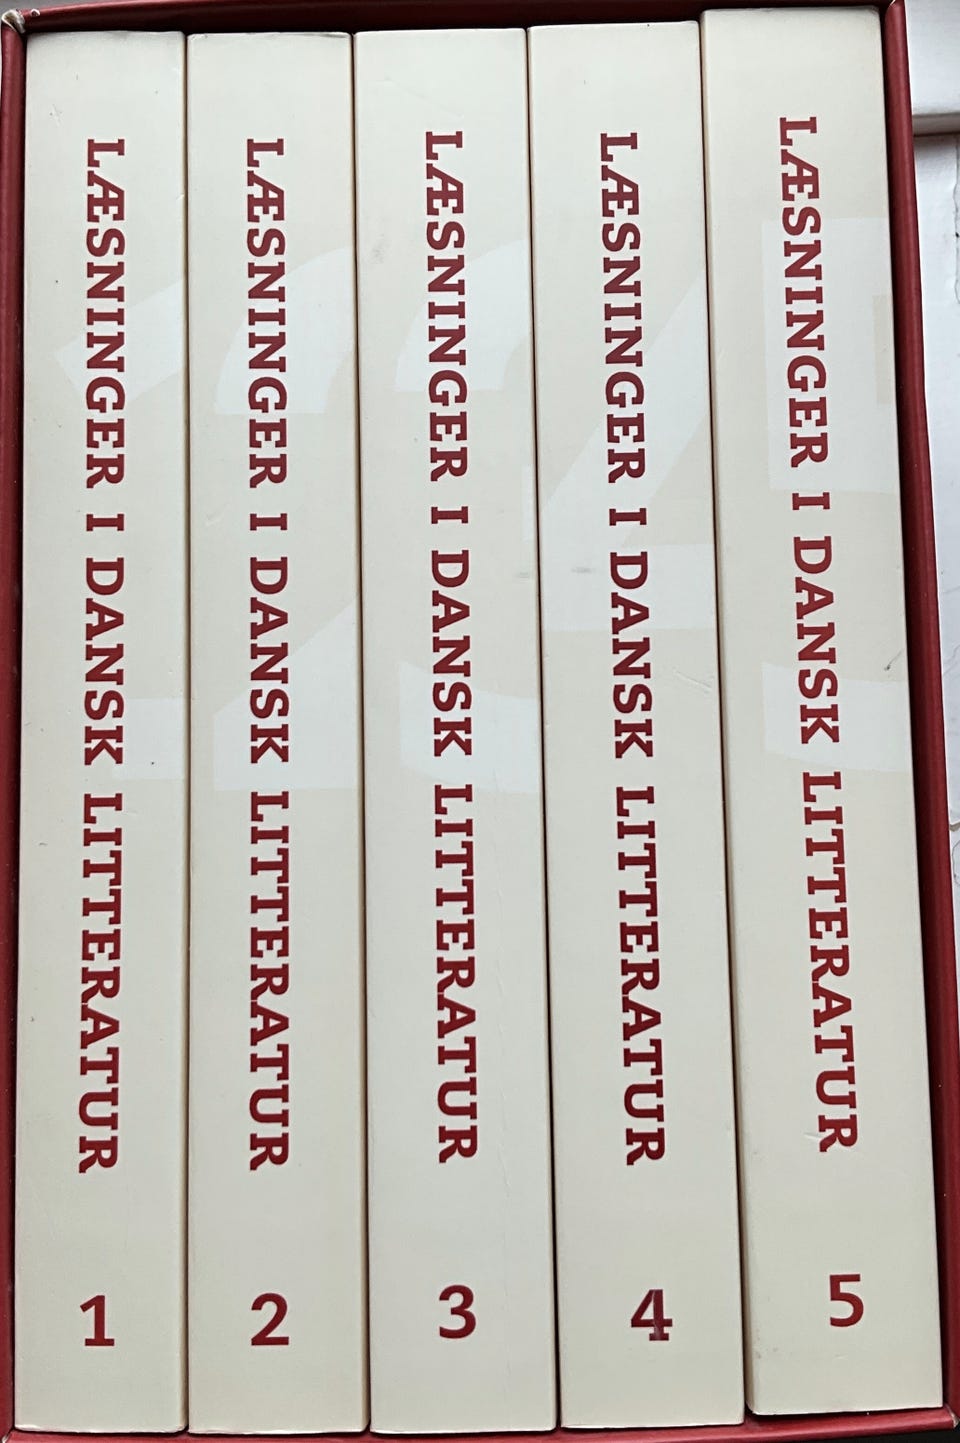 LÆSNINGER I DANSK LITTERATUR
1
LÆSNINGER I DANSK LITTERATUR
2
LÆSNINGER I DANSK LITTERATUR
3
LÆSNINGER I DANSK LITTERATUR
4
LÆSNINGER I DANSK LITTERATUR
5